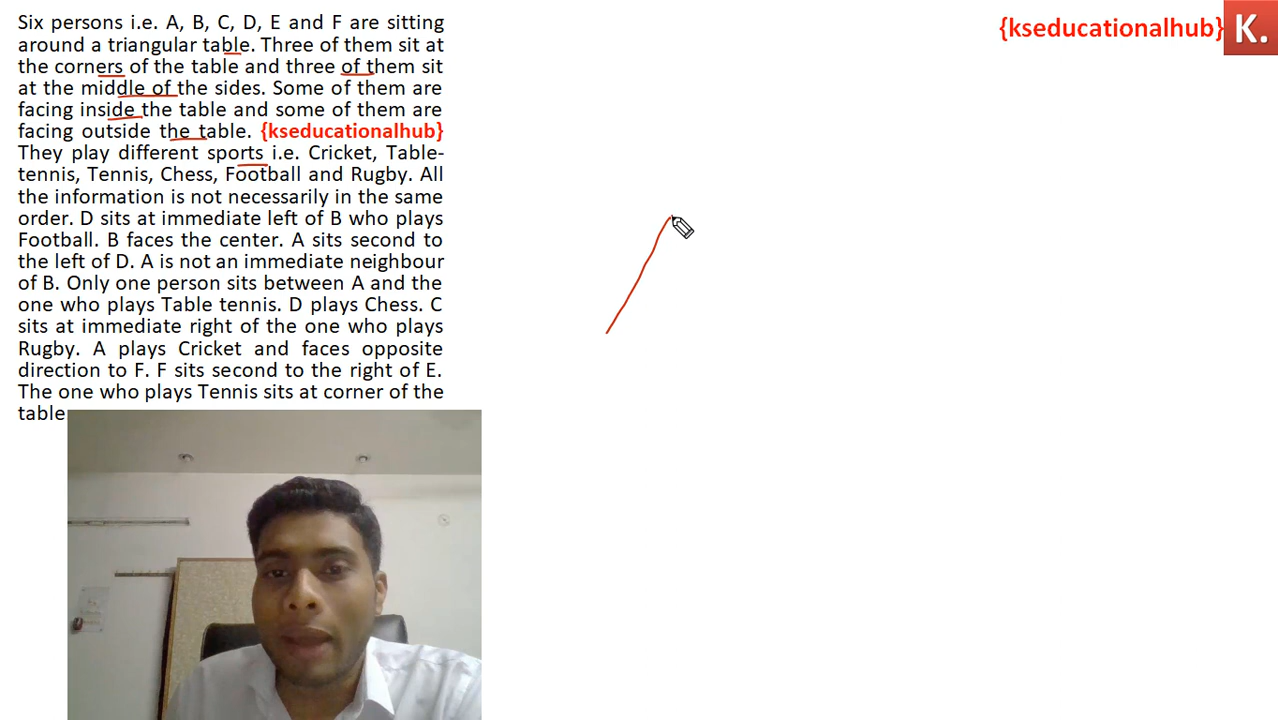 Six persons i.e. A, B, C, D, E and F are sitting
around a triangular table. Three of them sit at
the corners of the table and three of them sit
at the middle of the sides. Some of them are
facing inside the table and some of them are
facing outside the table. {kseducationalhub}
They play different sports i.e. Cricket, Table-
tennis, Tennis, Chess, Football and Rugby. All
the information is not necessarily in the same
order. D sits at immediate left of B who plays
Football. B faces the center. A sits second to
the left of D. A is not an immediate neighbour
of B. Only one person sits between A and the
one who plays Table tennis. D plays Chess. C
sits at immediate right of the one who plays
Rugby. A plays Cricket and faces opposite
direction to F. F sits second to the right of E.
The one who plays Tennis sits at corner of the
table
{kseducationalhub}
K.